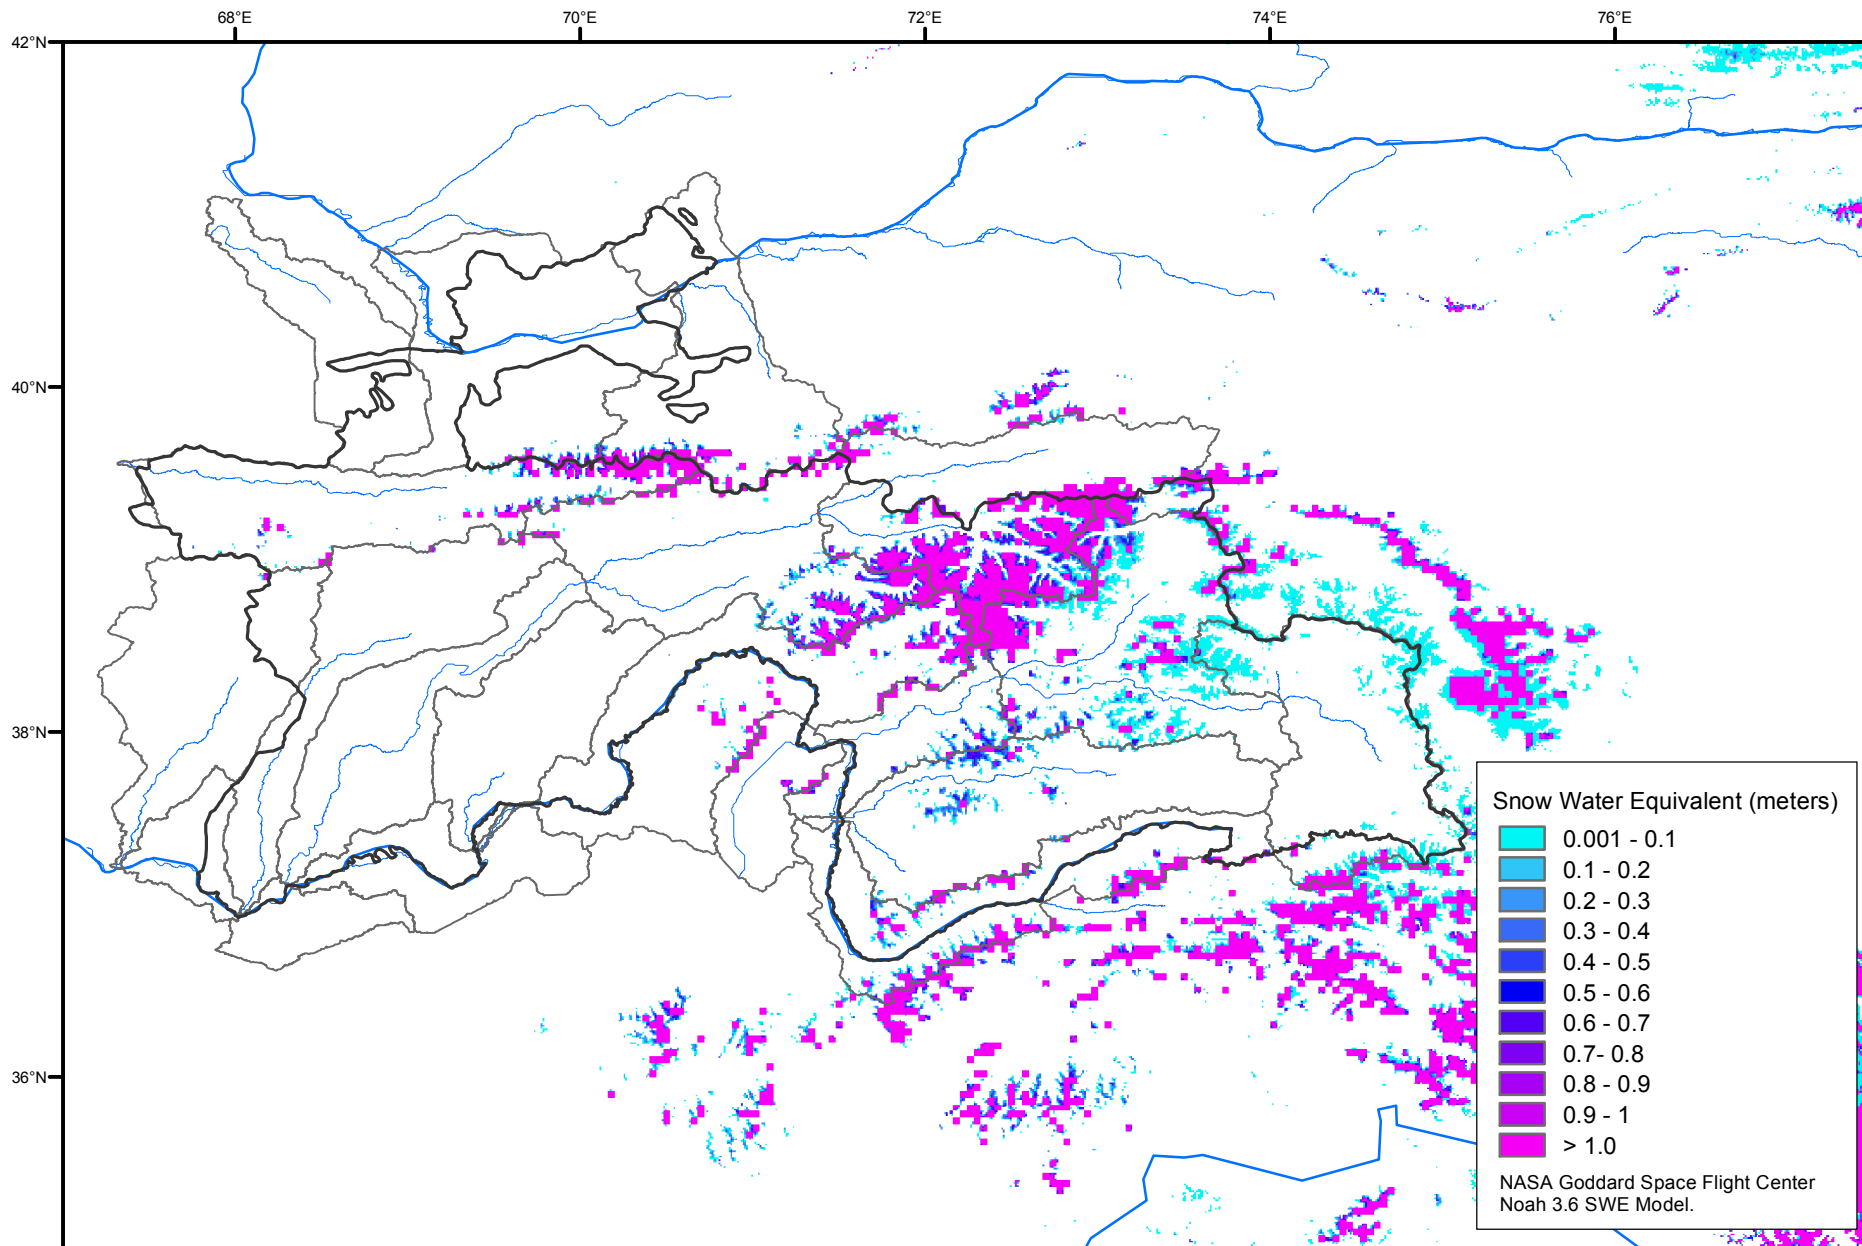 68°E 70°E 72°E 74°E 76°E
42°N
40°N
38°N
36°N
Snow Water Equivalent (meters)
0.001 - 0.1
0.1 - 0.2
0.2 - 0.3
0.3 - 0.4
0.4 - 0.5
0.5 - 0.6
0.6 - 0.7
0.7- 0.8
0.8 - 0.9
0.9 - 1
> 1.0
NASA Goddard Space Flight Center
Noah 3.6 SWE Model.